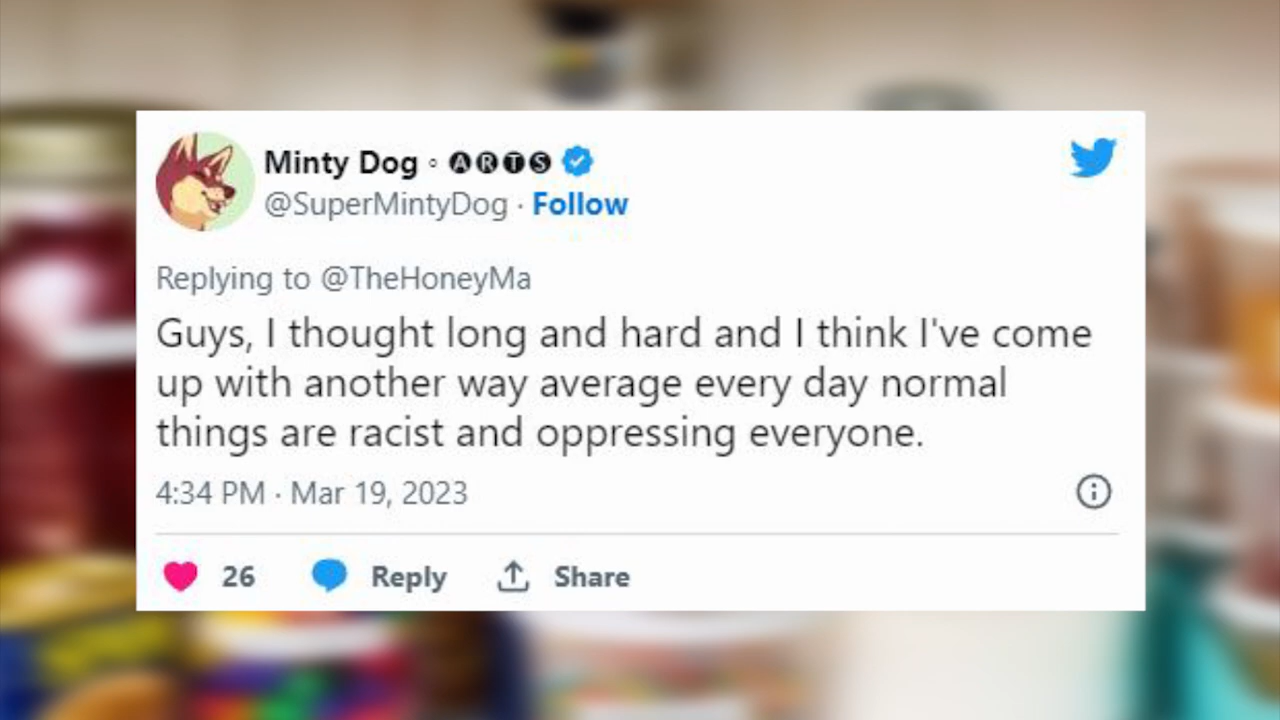 Minty Dog ◦ 🅐🅡🅣🅢
@SuperMintyDog · Follow
Replying to @TheHoneyMa
Guys, I thought long and hard and I think I've come
up with another way average every day normal
things are racist and oppressing everyone.
4:34 PM · Mar 19, 2023
26 Reply Share